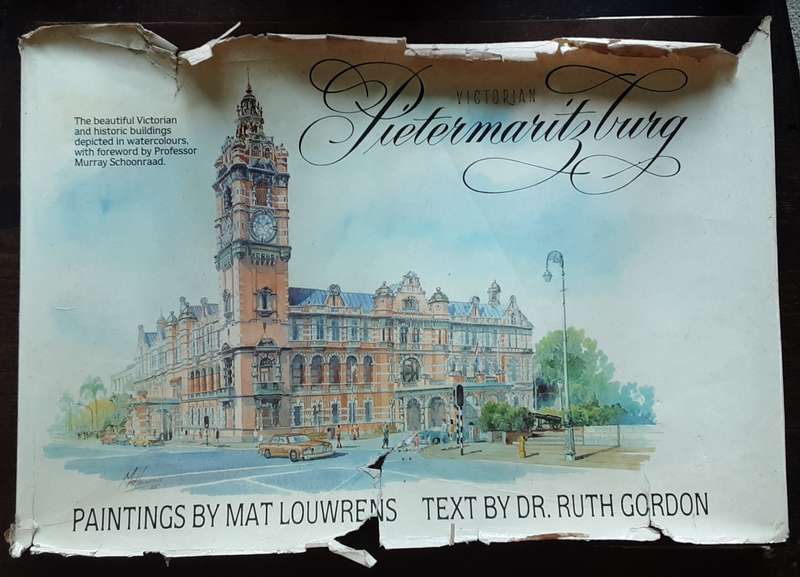 VICTORIAN
Pietermaritzburg
The beautiful Victorian
and historic buildings
depicted in watercolours,
with foreword by Professor
Murray Schoonraad.
PAINTINGS BY MAT LOUWRENS TEXT BY DR. RUTH GORDON